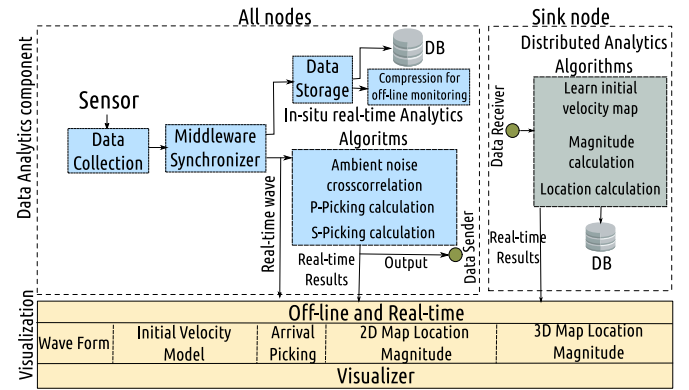 All nodes
Sink node
Data Analytics component
Sensor
Data
Collection
Middleware
Synchronizer
Data
Storage
DB
Compression for
off-line monitoring
In-situ real-time Analytics
Algoritms
Ambient noise
crosscorrelation
P-Picking calculation
S-Picking calculation
Real-time wave
Real-time
Results
Output
Data Sender
Distributed Analytics
Algorithms
Data Receiver
Learn initial
velocity map
Magnitude
calculation
Location calculation
Real-time
Results
DB
Visualization
Off-line and Real-time
Wave Form
Initial Velocity
Model
Arrival
Picking
2D Map Location
Magnitude
3D Map Location
Magnitude
Visualizer